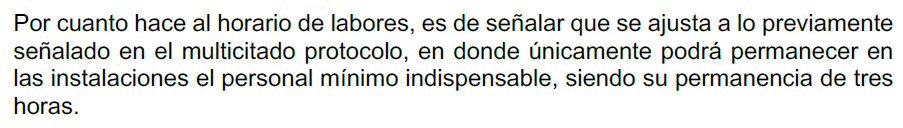 Por cuanto hace al horario de labores, es de señalar que se ajusta a lo previamente
señalado en el multicitado protocolo, en donde únicamente podrá permanecer en
las instalaciones el personal mínimo indispensable, siendo su permanencia de tres
horas.